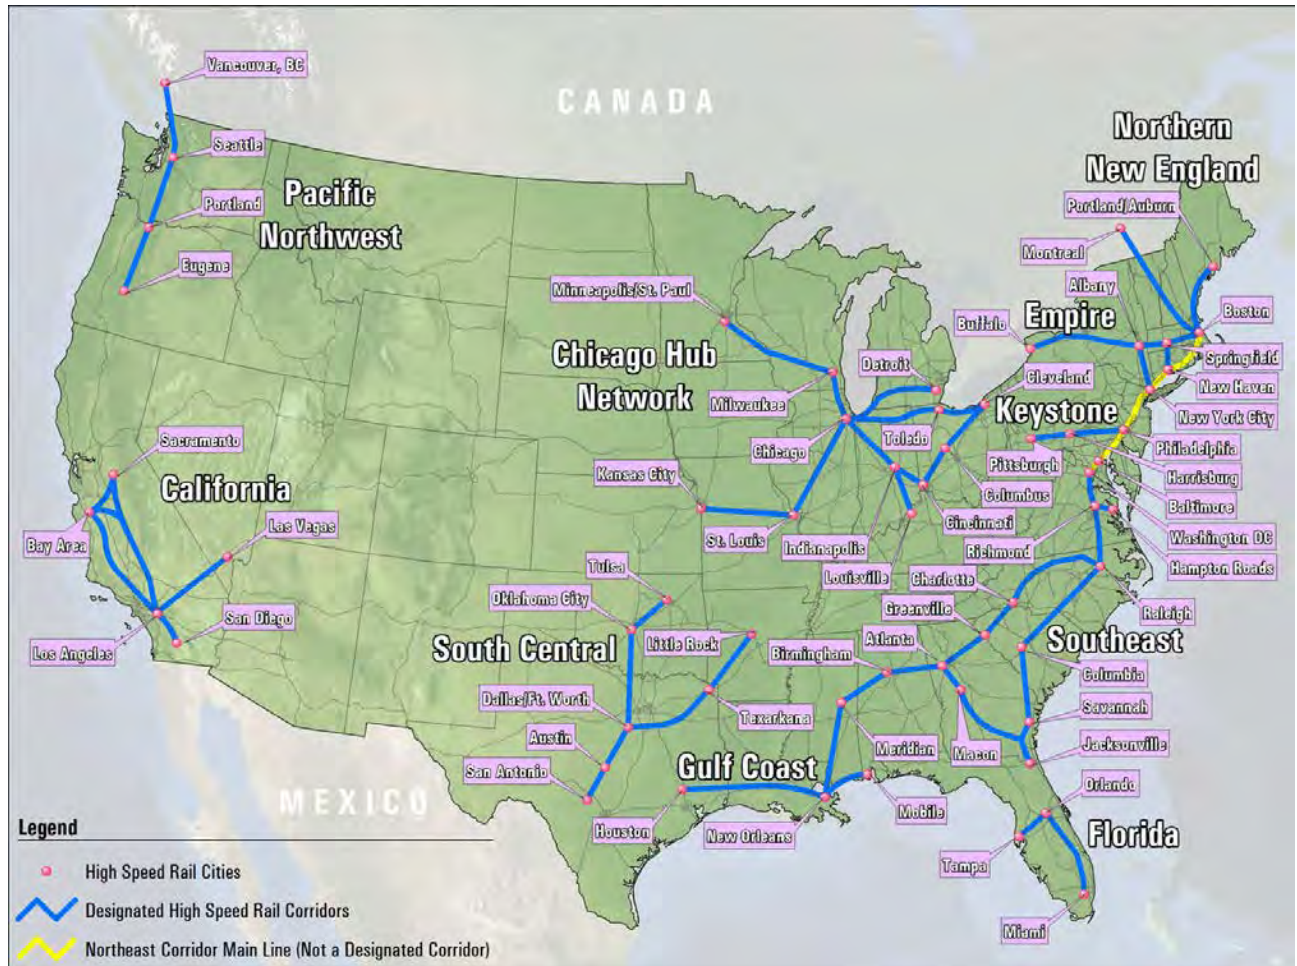 Vancouver, BC
CANADA
Seattle
Northern
New England
Pacific
Northwest
Portland
Portland/Auburn
Montreal
Eugene
Albany
Minneapolis/St. Paul
Empire
Buffalo
Boston
Springfield
Chicago Hub
Network
Detroit
Cleveland
New Haven
Milwaukee
Keystone
New York City
Toledo
Chicago
Pittsburgh
Philadelphia
Harrisburg
Sacramento
California
Kansas City
Columbus
Baltimore
Las Vegas
Cincinnati
Bay Area
St. Louis
Indianapolis
Richmond
Washington DC
Louisville
Hampton Roads
Tulsa
Charlotte
Oklahoma City
Greenville
Raleigh
San Diego
South Central
Little Rock
Atlanta
Southeast
Los Angeles
Birmingham
Columbia
Dallas/Ft. Worth
Texarkana
Savannah
Austin
Meridian
Macon
Jacksonville
San Antonio
Gulf Coast
Orlando
MEXICO
Houston
New Orleans
Mobile
Florida
Tampa
Miami
Legend
High Speed Rail Cities
Designated High Speed Rail Corridors
Northeast Corridor Main Line (Not a Designated Corridor)